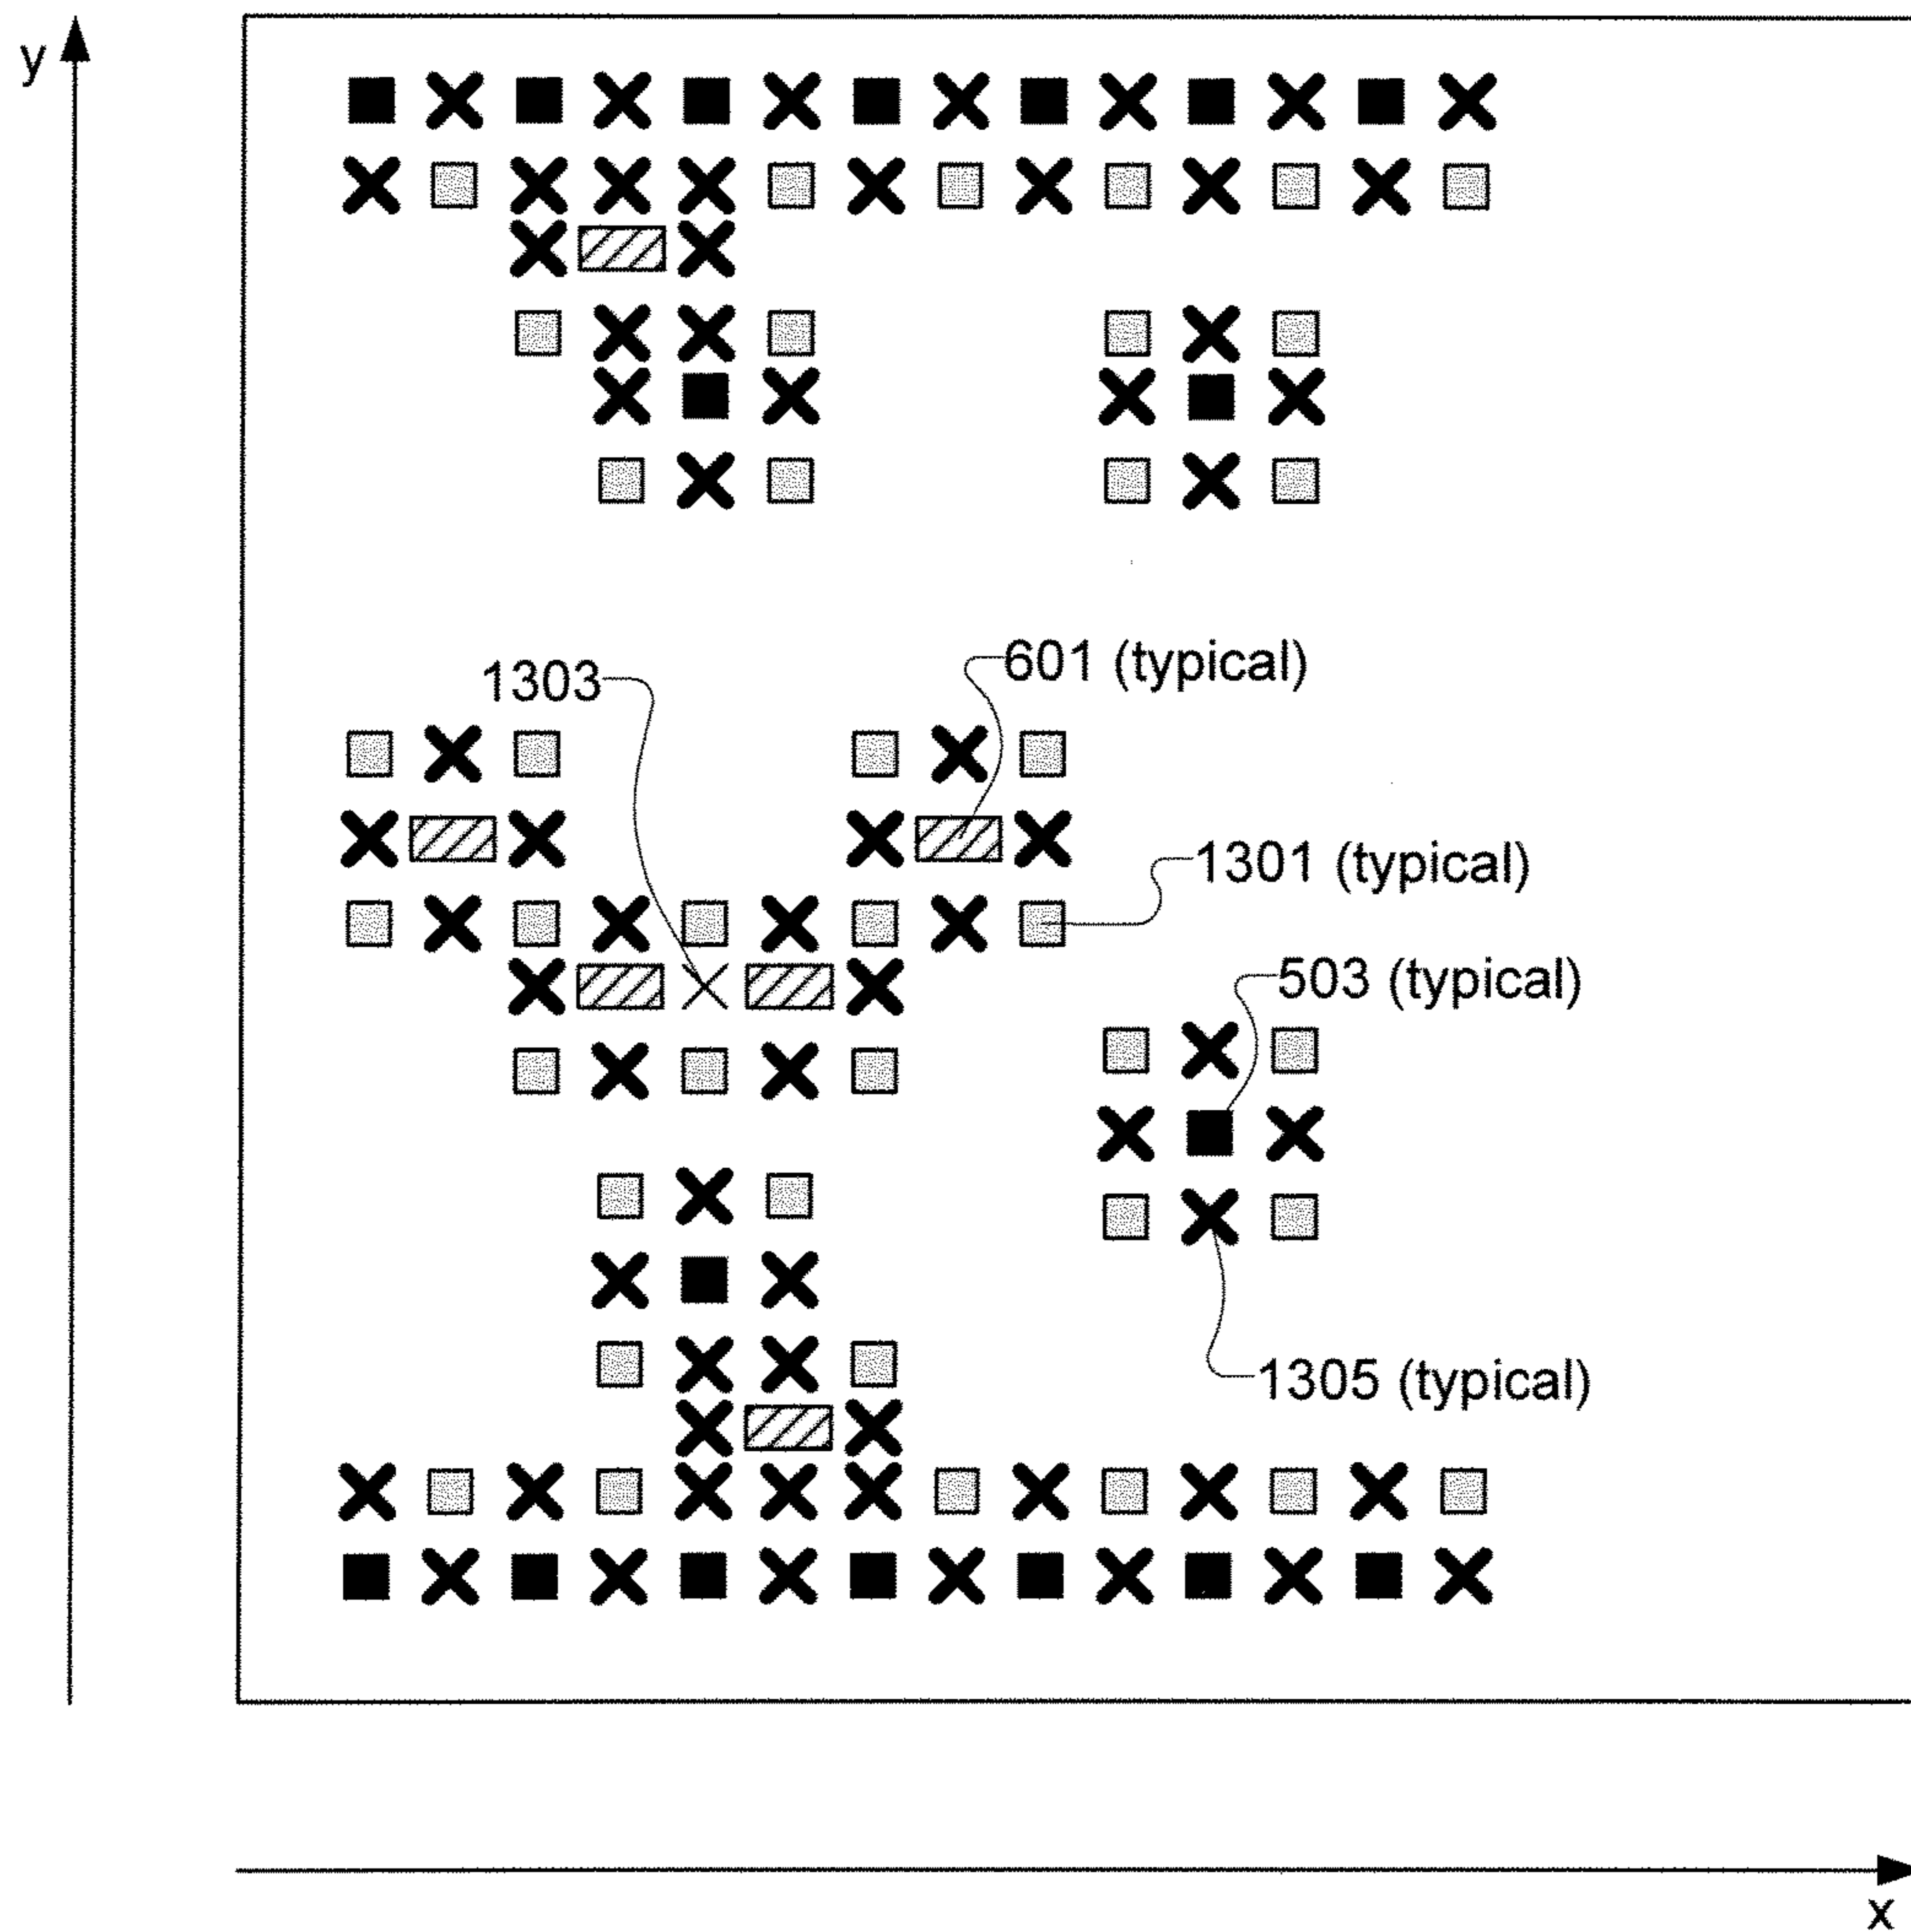 y
601 (typical)
1303
1301 (typical)
503 (typical)
1305 (typical)
x